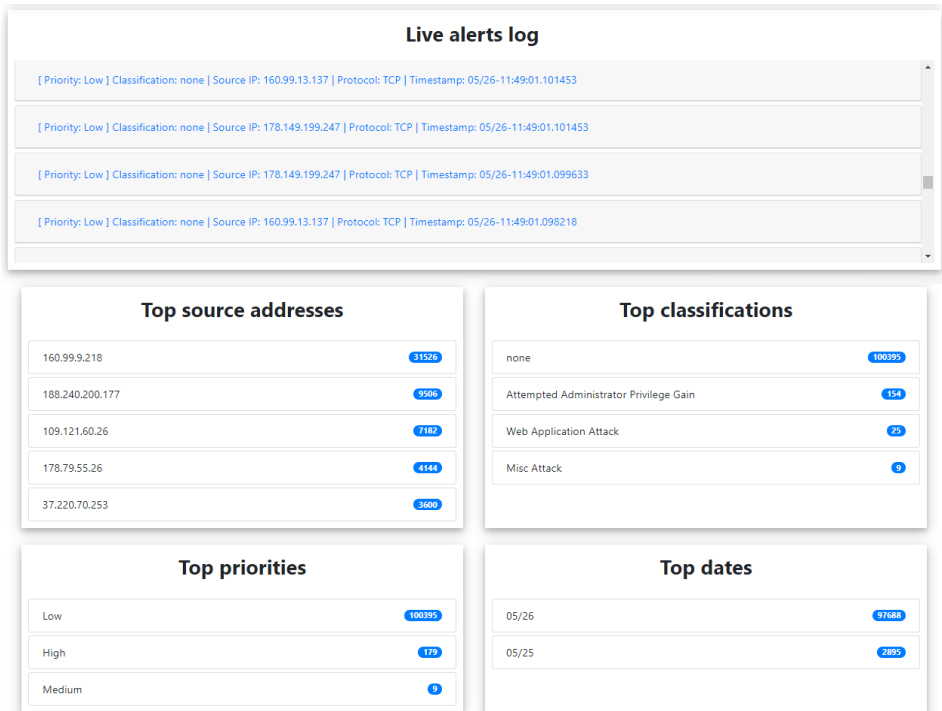 Live alerts log
[ Priority: Low ] Classification: none | Source IP: 160.99.13.137 | Protocol: TCP | Timestamp: 05/26-11:49:01.101453
[ Priority: Low ] Classification: none | Source IP: 178.149.199.247 | Protocol: TCP | Timestamp: 05/26-11:49:01.101453
[ Priority: Low ] Classification: none | Source IP: 178.149.199.247 | Protocol: TCP | Timestamp: 05/26-11:49:01.099633
[ Priority: Low ] Classification: none | Source IP: 160.99.13.137 | Protocol: TCP | Timestamp: 05/26-11:49:01.098218
Top source addresses
160.99.9.218 31526
188.240.200.177 9506
109.121.60.26 7182
178.79.55.26 4144
37.220.70.253 3600
Top classifications
none 100395
Attempted Administrator Privilege Gain 154
Web Application Attack 25
Misc Attack 9
Top priorities
Low 100395
High 179
Medium 9
Top dates
05/26 97688
05/25 2895